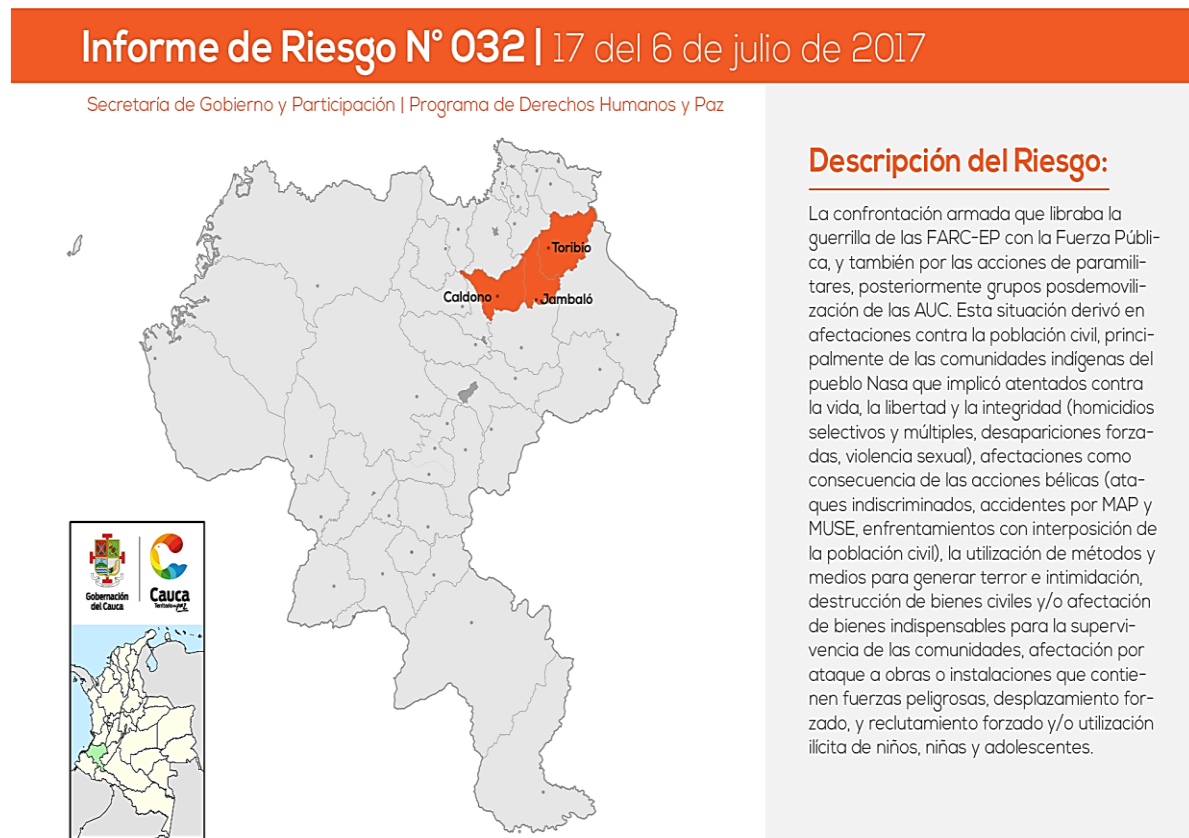 Informe de Riesgo N° 032 | 17 del 6 de julio de 2017
Secretaría de Gobierno y Participación | Programa de Derechos Humanos y Paz
Toribío
Caldono
Jambaló
Gobernación
del Cauca
Cauca
Descripción del Riesgo:
La confrontación armada que libraba la
guerrilla de las FARC-EP con la Fuerza Públi-
ca, y también por las acciones de paramili-
tares, posteriormente grupos posdemovili-
zación de las AUC. Esta situación derivó en
afectaciones contra la población civil, princi-
palmente de las comunidades indígenas del
pueblo Nasa que implicó atentados contra
la vida, la libertad y la integridad (homicidios
selectivos y múltiples, desapariciones forza-
das, violencia sexual), afectaciones como
consecuencia de las acciones bélicas (ata-
ques indiscriminados, accidentes por MAP y
MUSE, enfrentamientos con interposición de
la población civil), la utilización de métodos y
medios para generar terror e intimidación,
destrucción de bienes civiles y/o afectación
de bienes indispensables para la supervi-
vencia de las comunidades, afectación por
ataque a obras o instalaciones que contie-
nen fuerzas peligrosas, desplazamiento for-
zado, y reclutamiento forzado y/o utilización
ilícita de niños, niñas y adolescentes.